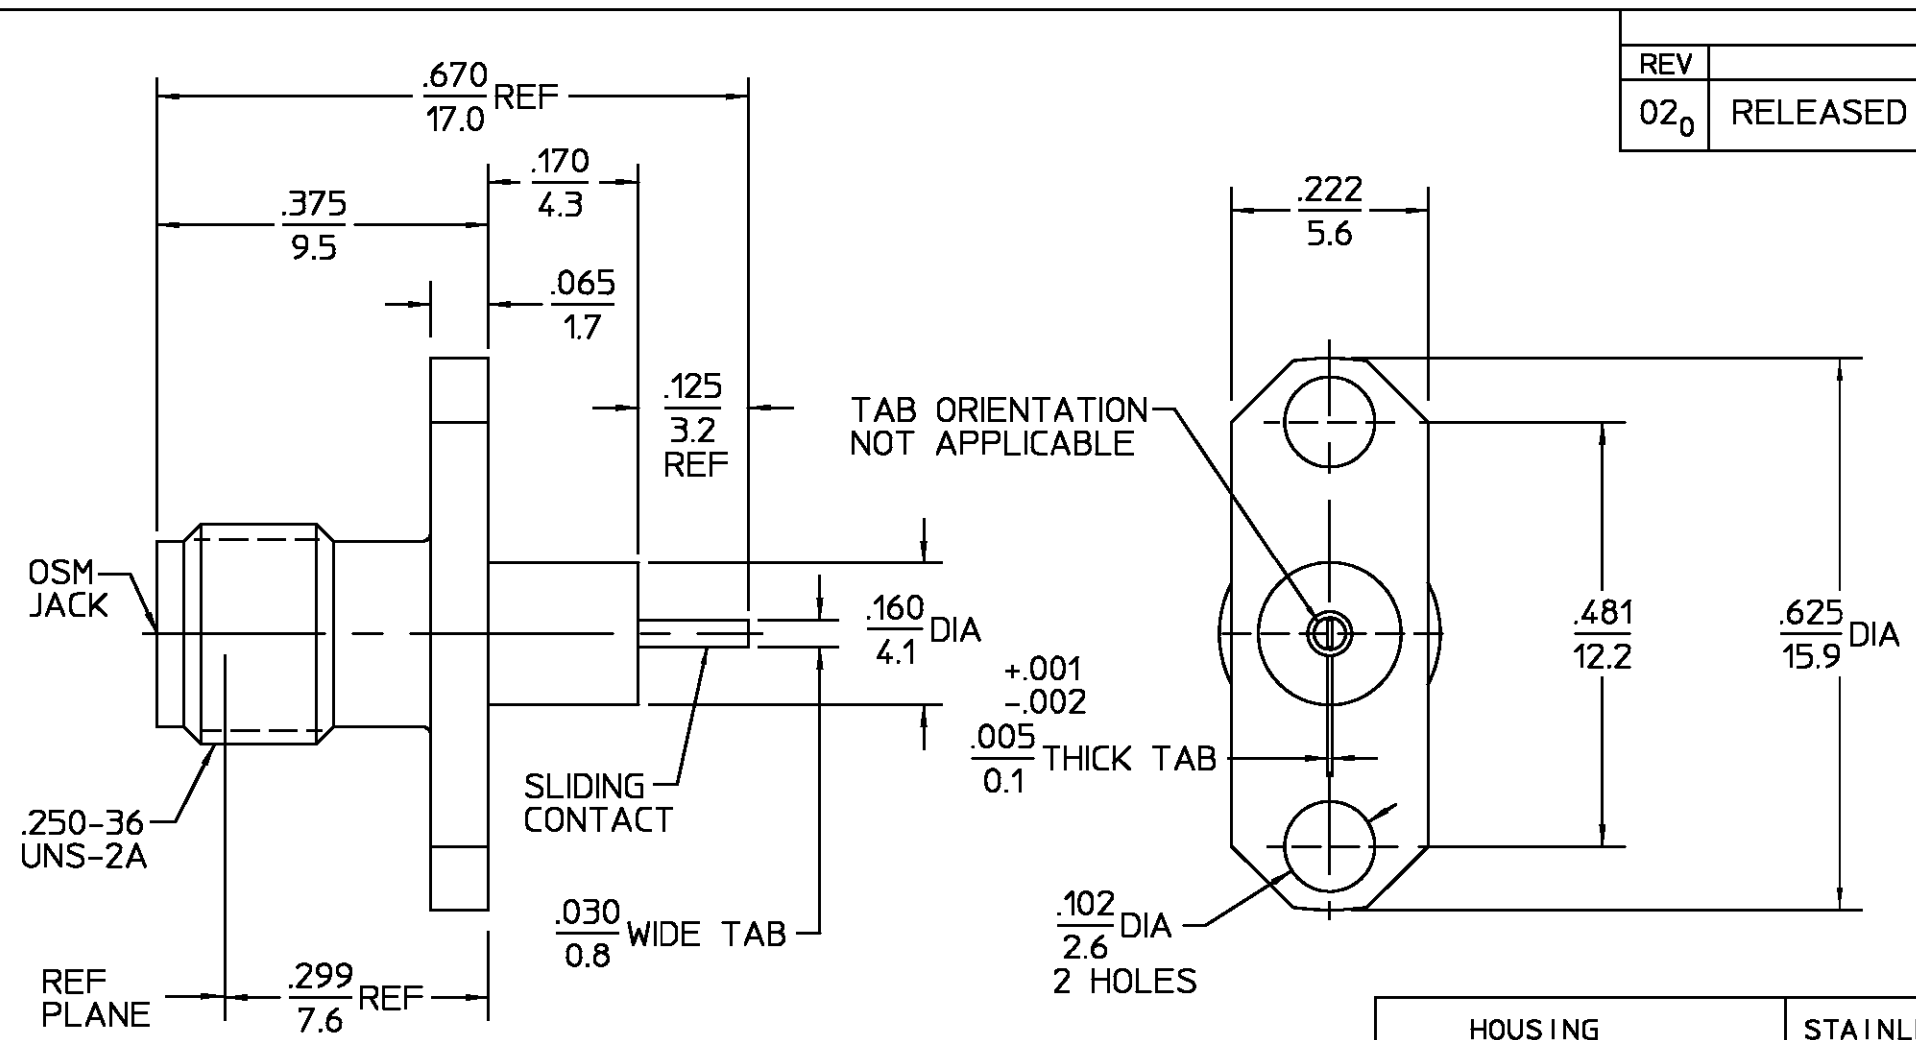 REV
02₀ RELEASED
.670
17.0 REF
.170
4.3
.375
9.5
.065
1.7
.125
3.2
REF
.222
5.6
TAB ORIENTATION
NOT APPLICABLE
OSM
JACK
.160
4.1 DIA
+.001
-.002
.005
0.1 THICK TAB
.481
12.2
.625
15.9 DIA
SLIDING
CONTACT
.250-36
UNS-2A
.030
0.8 WIDE TAB
.102
2.6 DIA
2 HOLES
REF
PLANE
.299
7.6 REF
HOUSING